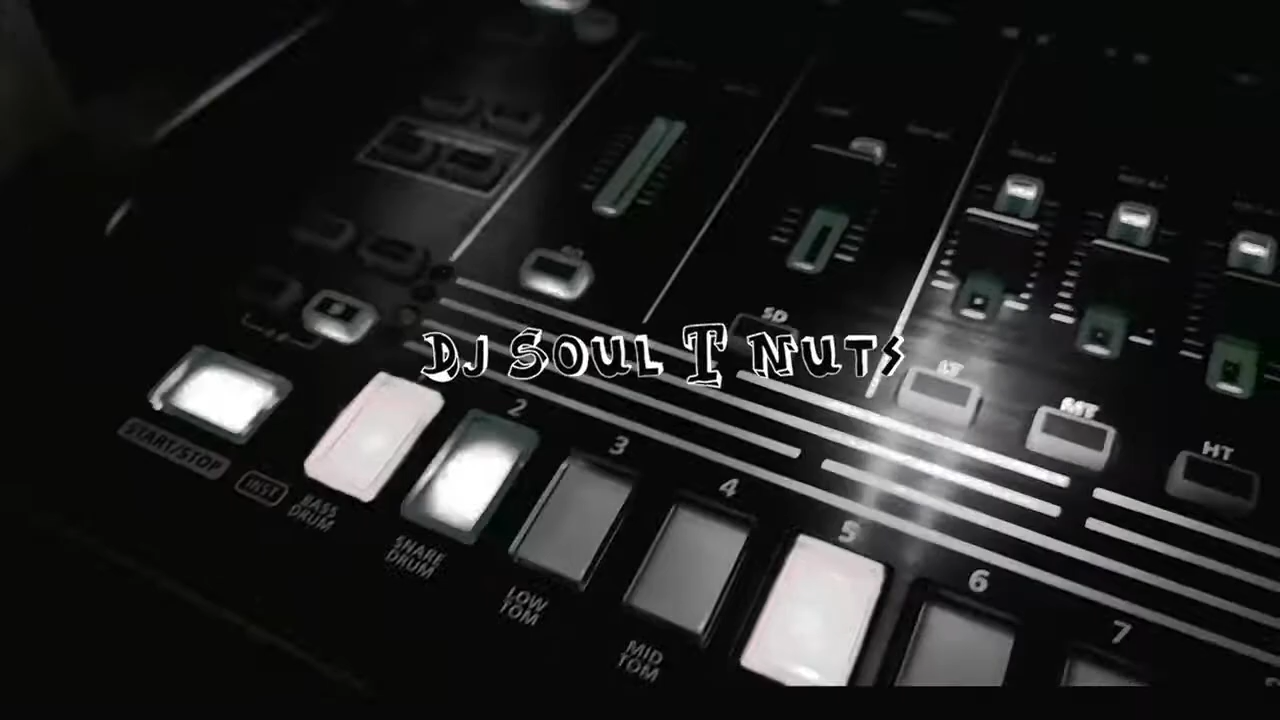 DJ SOUL T NUTS
SD
LT
MT
HT
START/STOP
INST
2
3
4
5
6
7
BASS
DRUM
SNARE
DRUM
LOW
TOM
MID
TOM